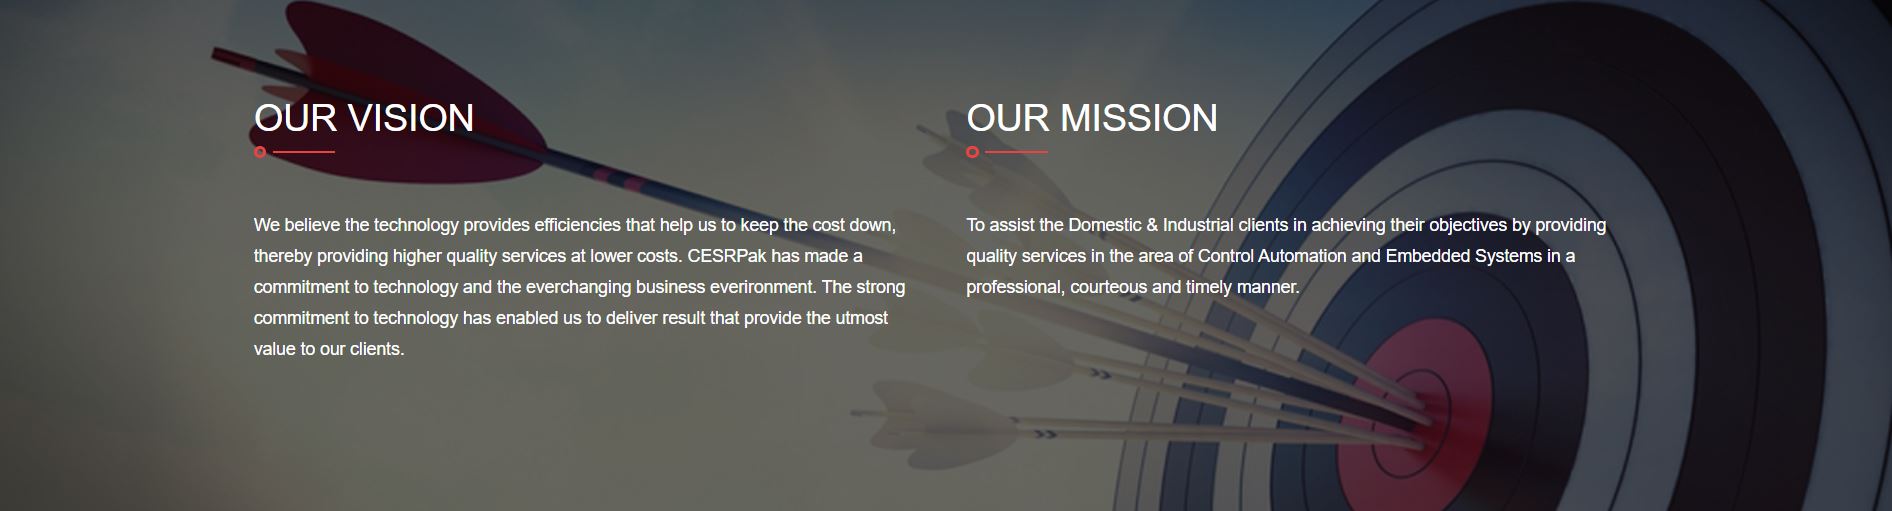 OUR VISION
We believe the technology provides efficiencies that help us to keep the cost down,
thereby providing higher quality services at lower costs. CESRPak has made a
commitment to technology and the everchanging business everironment. The strong
commitment to technology has enabled us to deliver result that provide the utmost
value to our clients.
OUR MISSION
To assist the Domestic & Industrial clients in achieving their objectives by providing
quality services in the area of Control Automation and Embedded Systems in a
professional, courteous and timely manner.